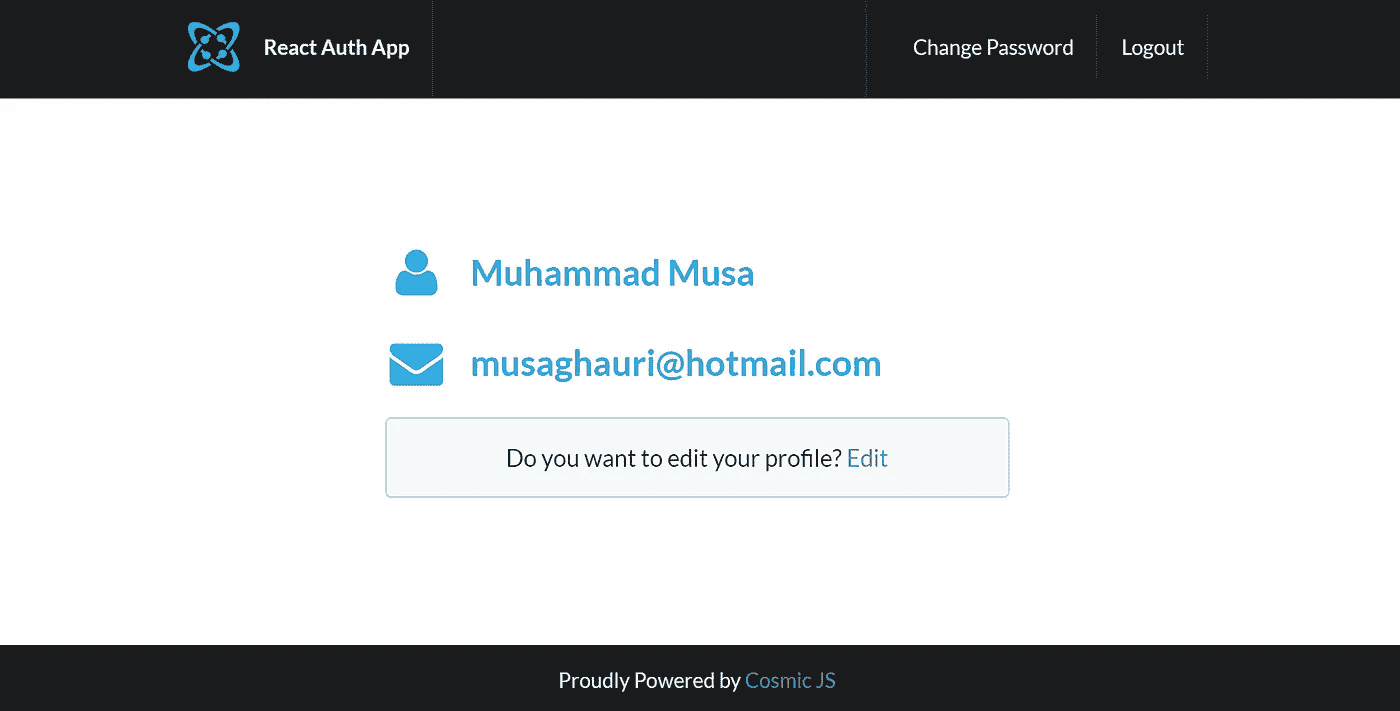 React Auth App
Change Password
Logout
Muhammad Musa
musaghauri@hotmail.com
Do you want to edit your profile? Edit
Proudly Powered by Cosmic JS